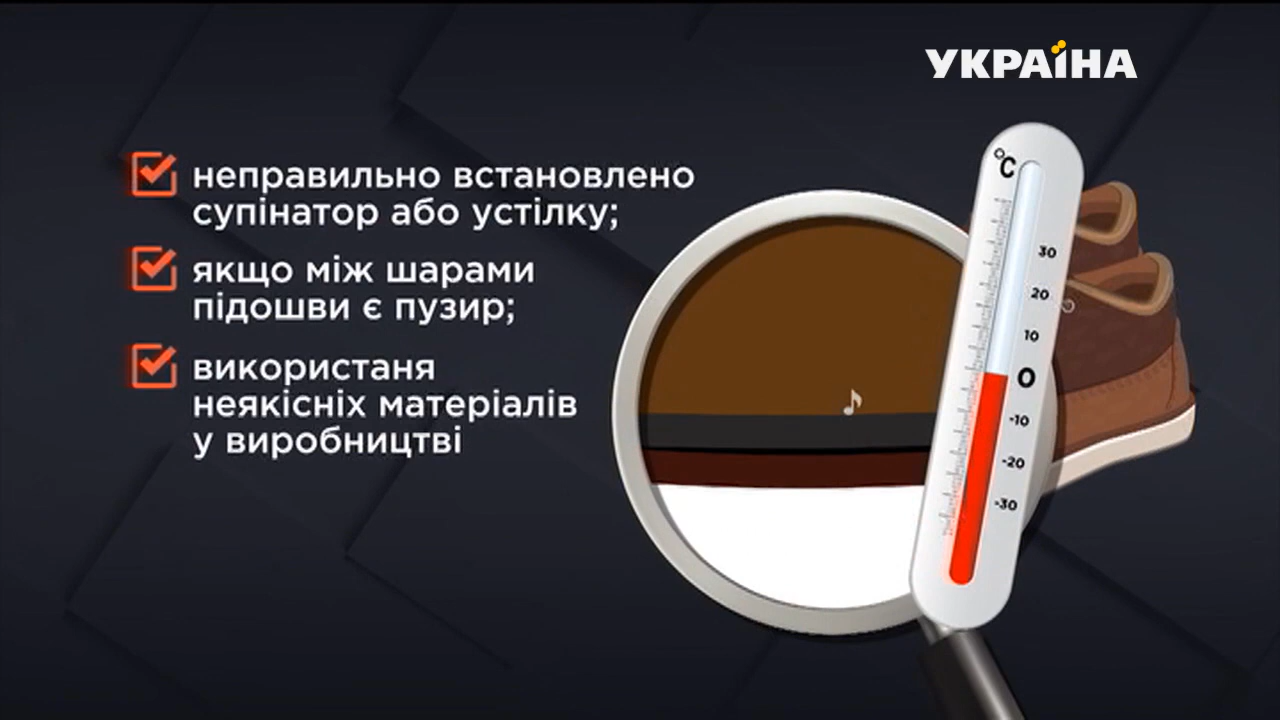 УКРАЇНА
неправильно встановлено
супінатор або устілку;
якщо між шарами
підошви є пузир;
використаня
неякісніх матеріалів
у виробництві
°C
30
20
10
0
-10
-20
-30